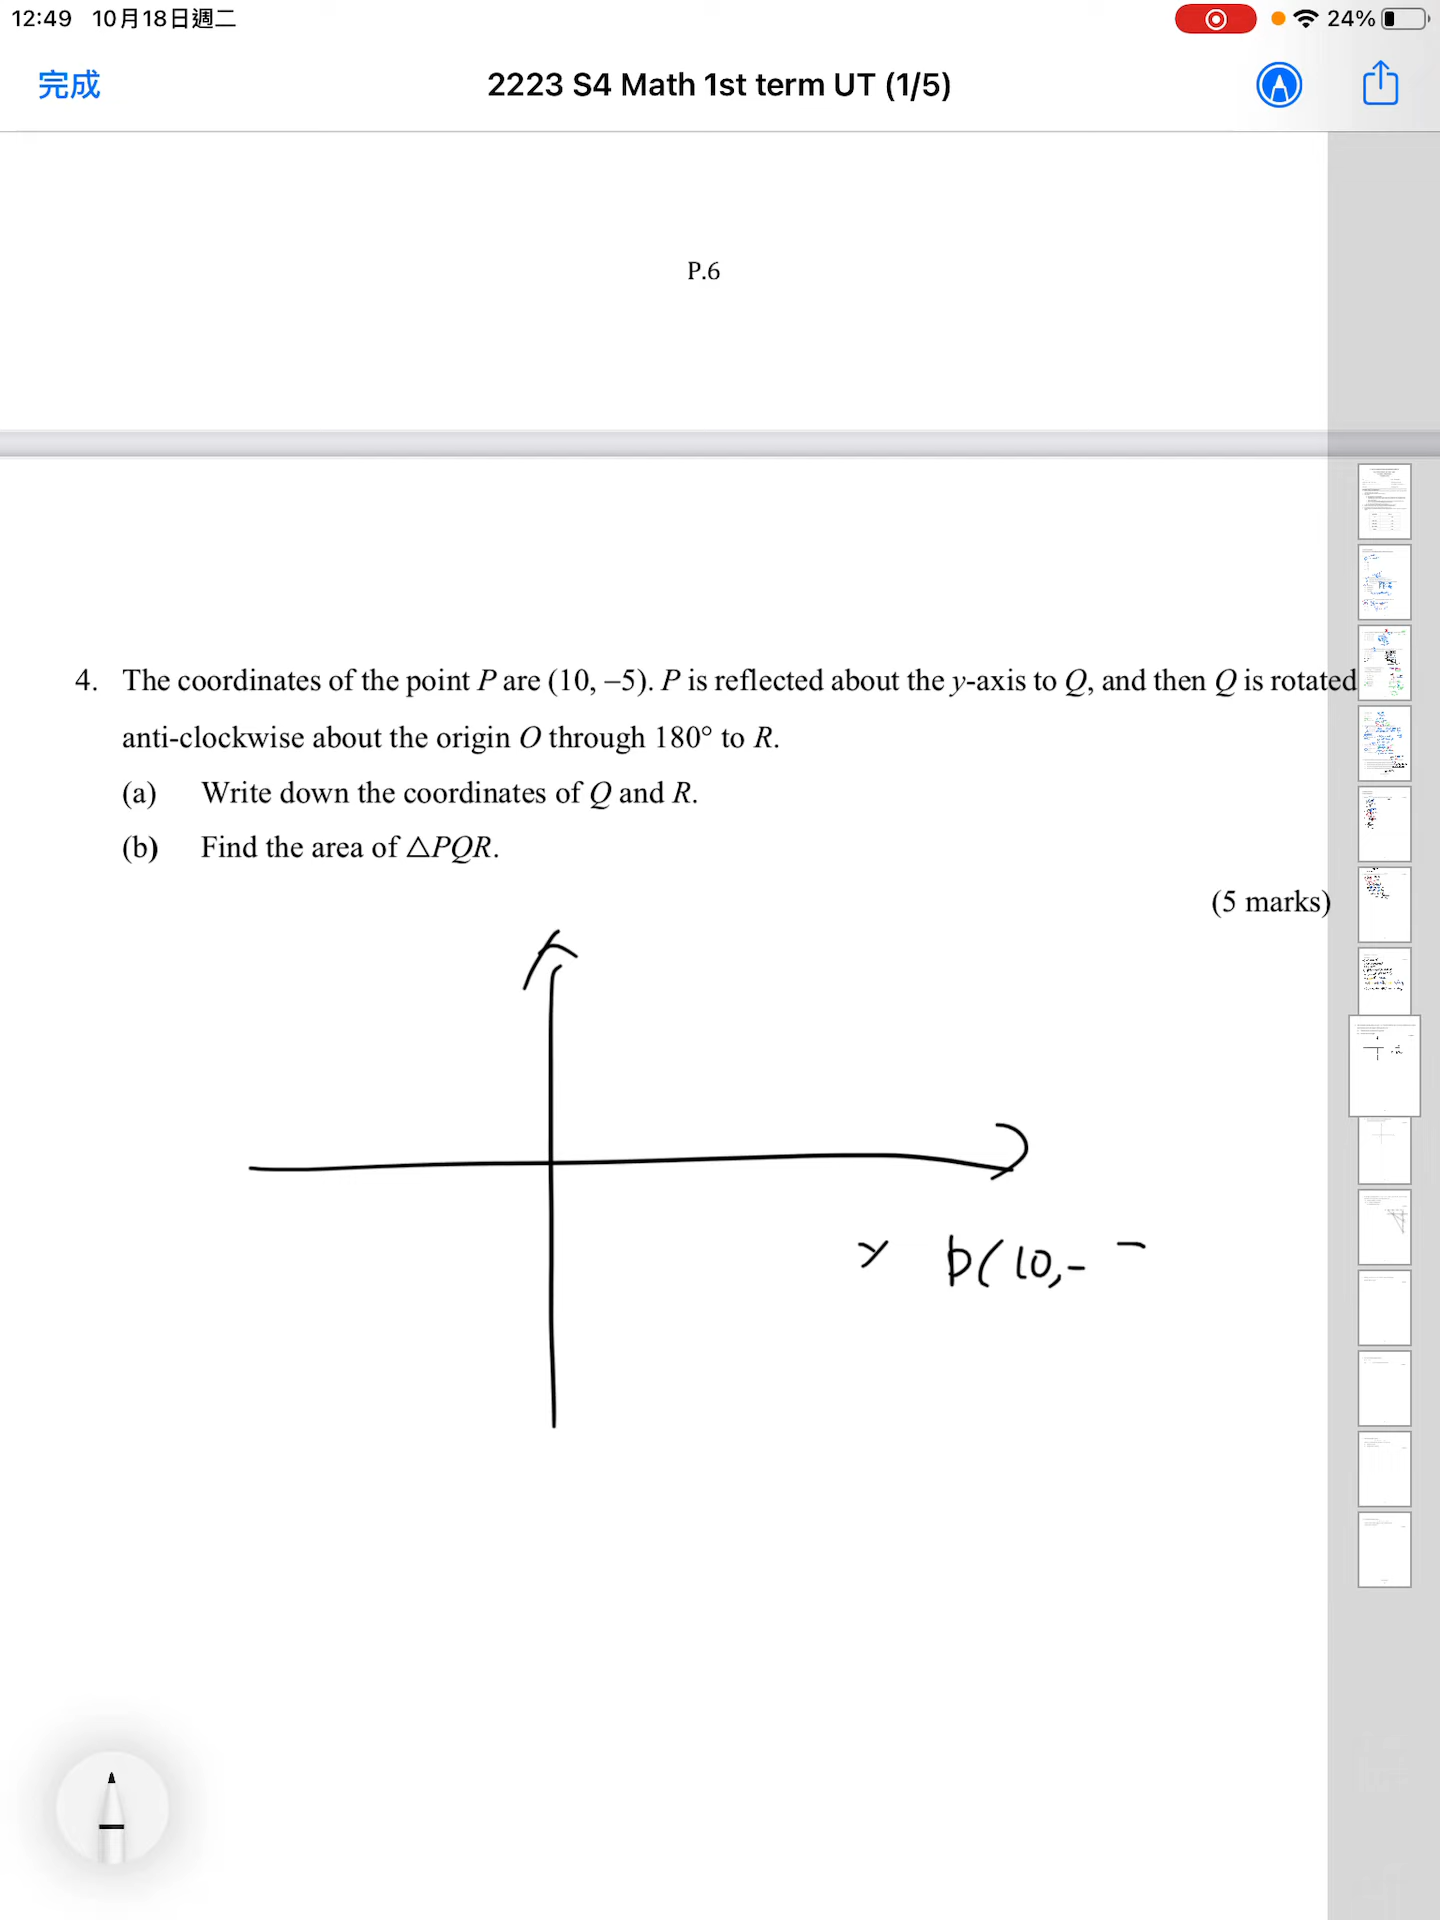 12:49 10月18日週二
24%
完成
2223 S4 Math 1st term UT (1/5)
P.6
4. The coordinates of the point P are (10, –5). P is reflected about the y-axis to Q, and then Q is rotated
anti-clockwise about the origin O through 180° to R.
(a) Write down the coordinates of Q and R.
(b) Find the area of △PQR.
(5 marks)
P(10,-